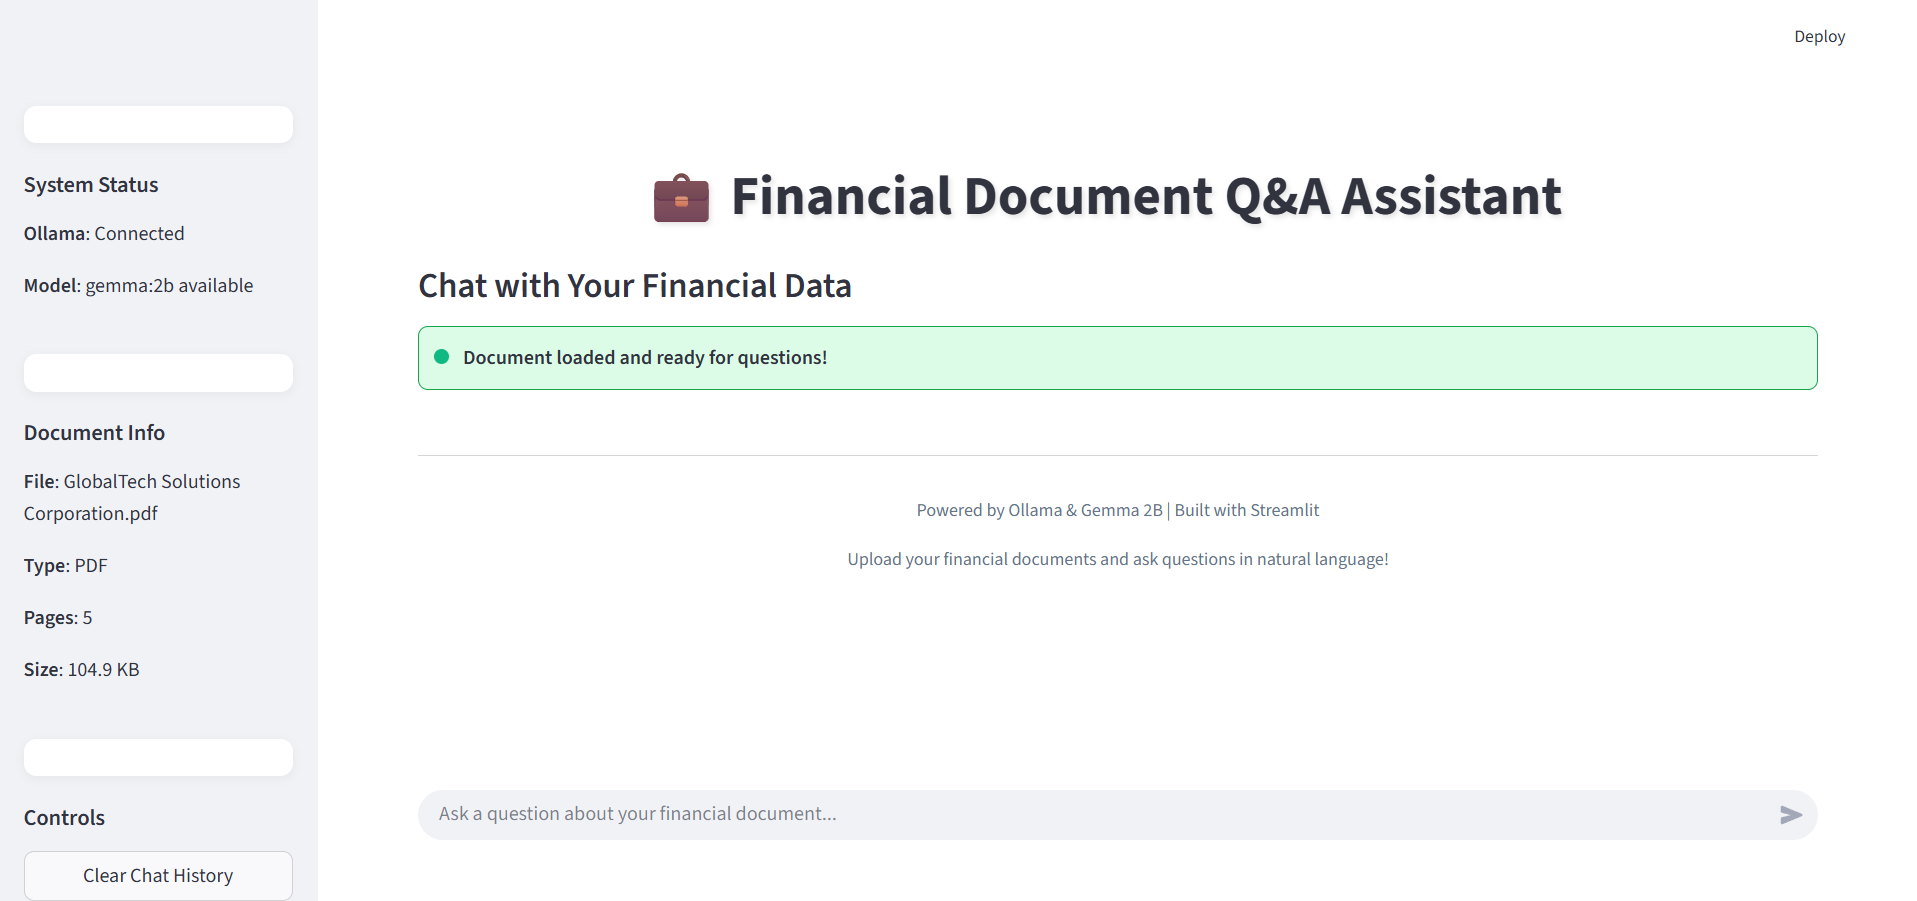 Deploy
System Status
Ollama: Connected
Model: gemma:2b available
Document Info
File: GlobalTech Solutions
Corporation.pdf
Type: PDF
Pages: 5
Size: 104.9 KB
Controls
Clear Chat History
Financial Document Q&A Assistant
Chat with Your Financial Data
Document loaded and ready for questions!
Powered by Ollama & Gemma 2B | Built with Streamlit
Upload your financial documents and ask questions in natural language!
Ask a question about your financial document...